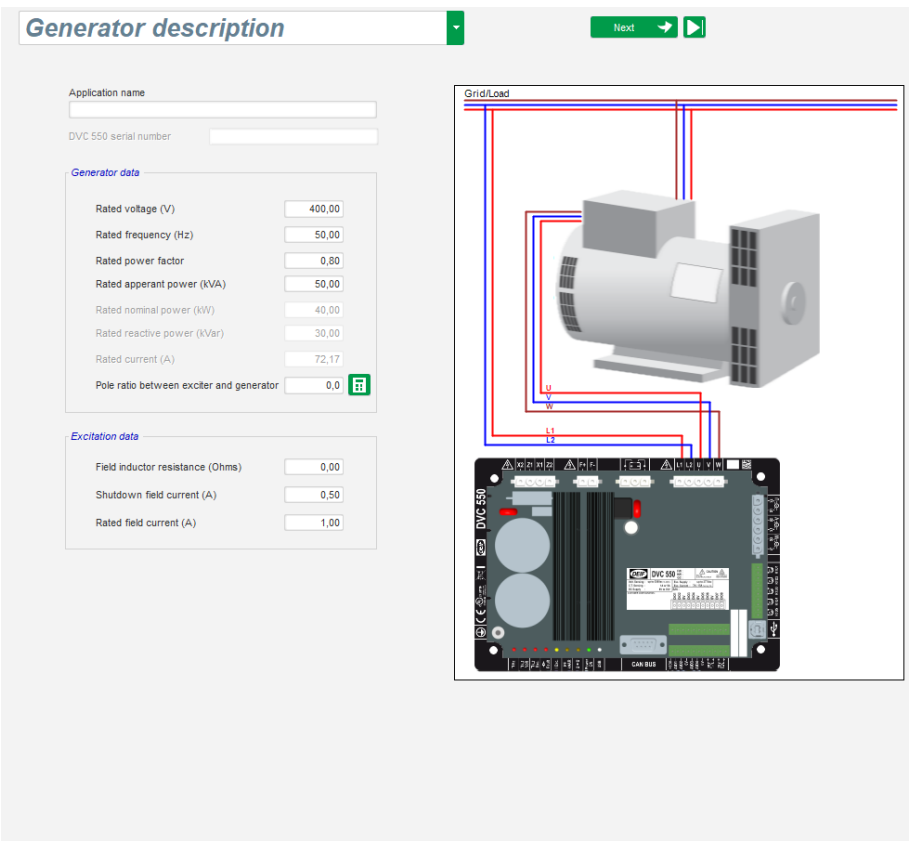 Generator description
Next
Application name
DVC 550 serial number
Generator data
Rated voltage (V) 400,00
Rated frequency (Hz) 50,00
Rated power factor 0,80
Rated apperant power (kVA) 50,00
Rated nominal power (kW) 40,00
Rated reactive power (kVar) 30,00
Rated current (A) 72,17
Pole ratio between exciter and generator 0,0
Excitation data
Field inductor resistance (Ohms) 0,00
Shutdown field current (A) 0,50
Rated field current (A) 1,00
Grid/Load
U
V
W
L1
L2
X2 Z1 X1 Z2 F+ F- L1 L2 U V W
DVC 550
DEIF DVC 550
CAN BUS